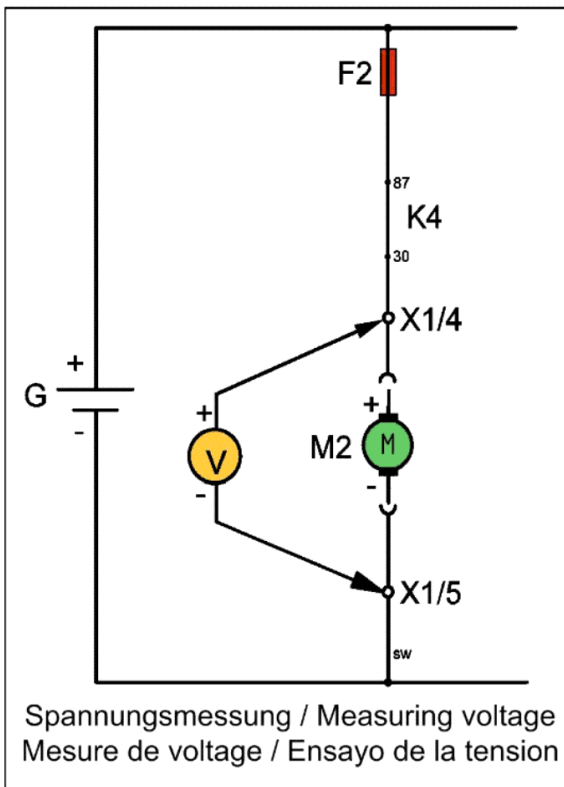 F2
87
K4
30
X1/4
+
G
-
+
V
-
+
M2
M
-
X1/5
sw
Spannungsmessung / Measuring voltage
Mesure de voltage / Ensayo de la tension